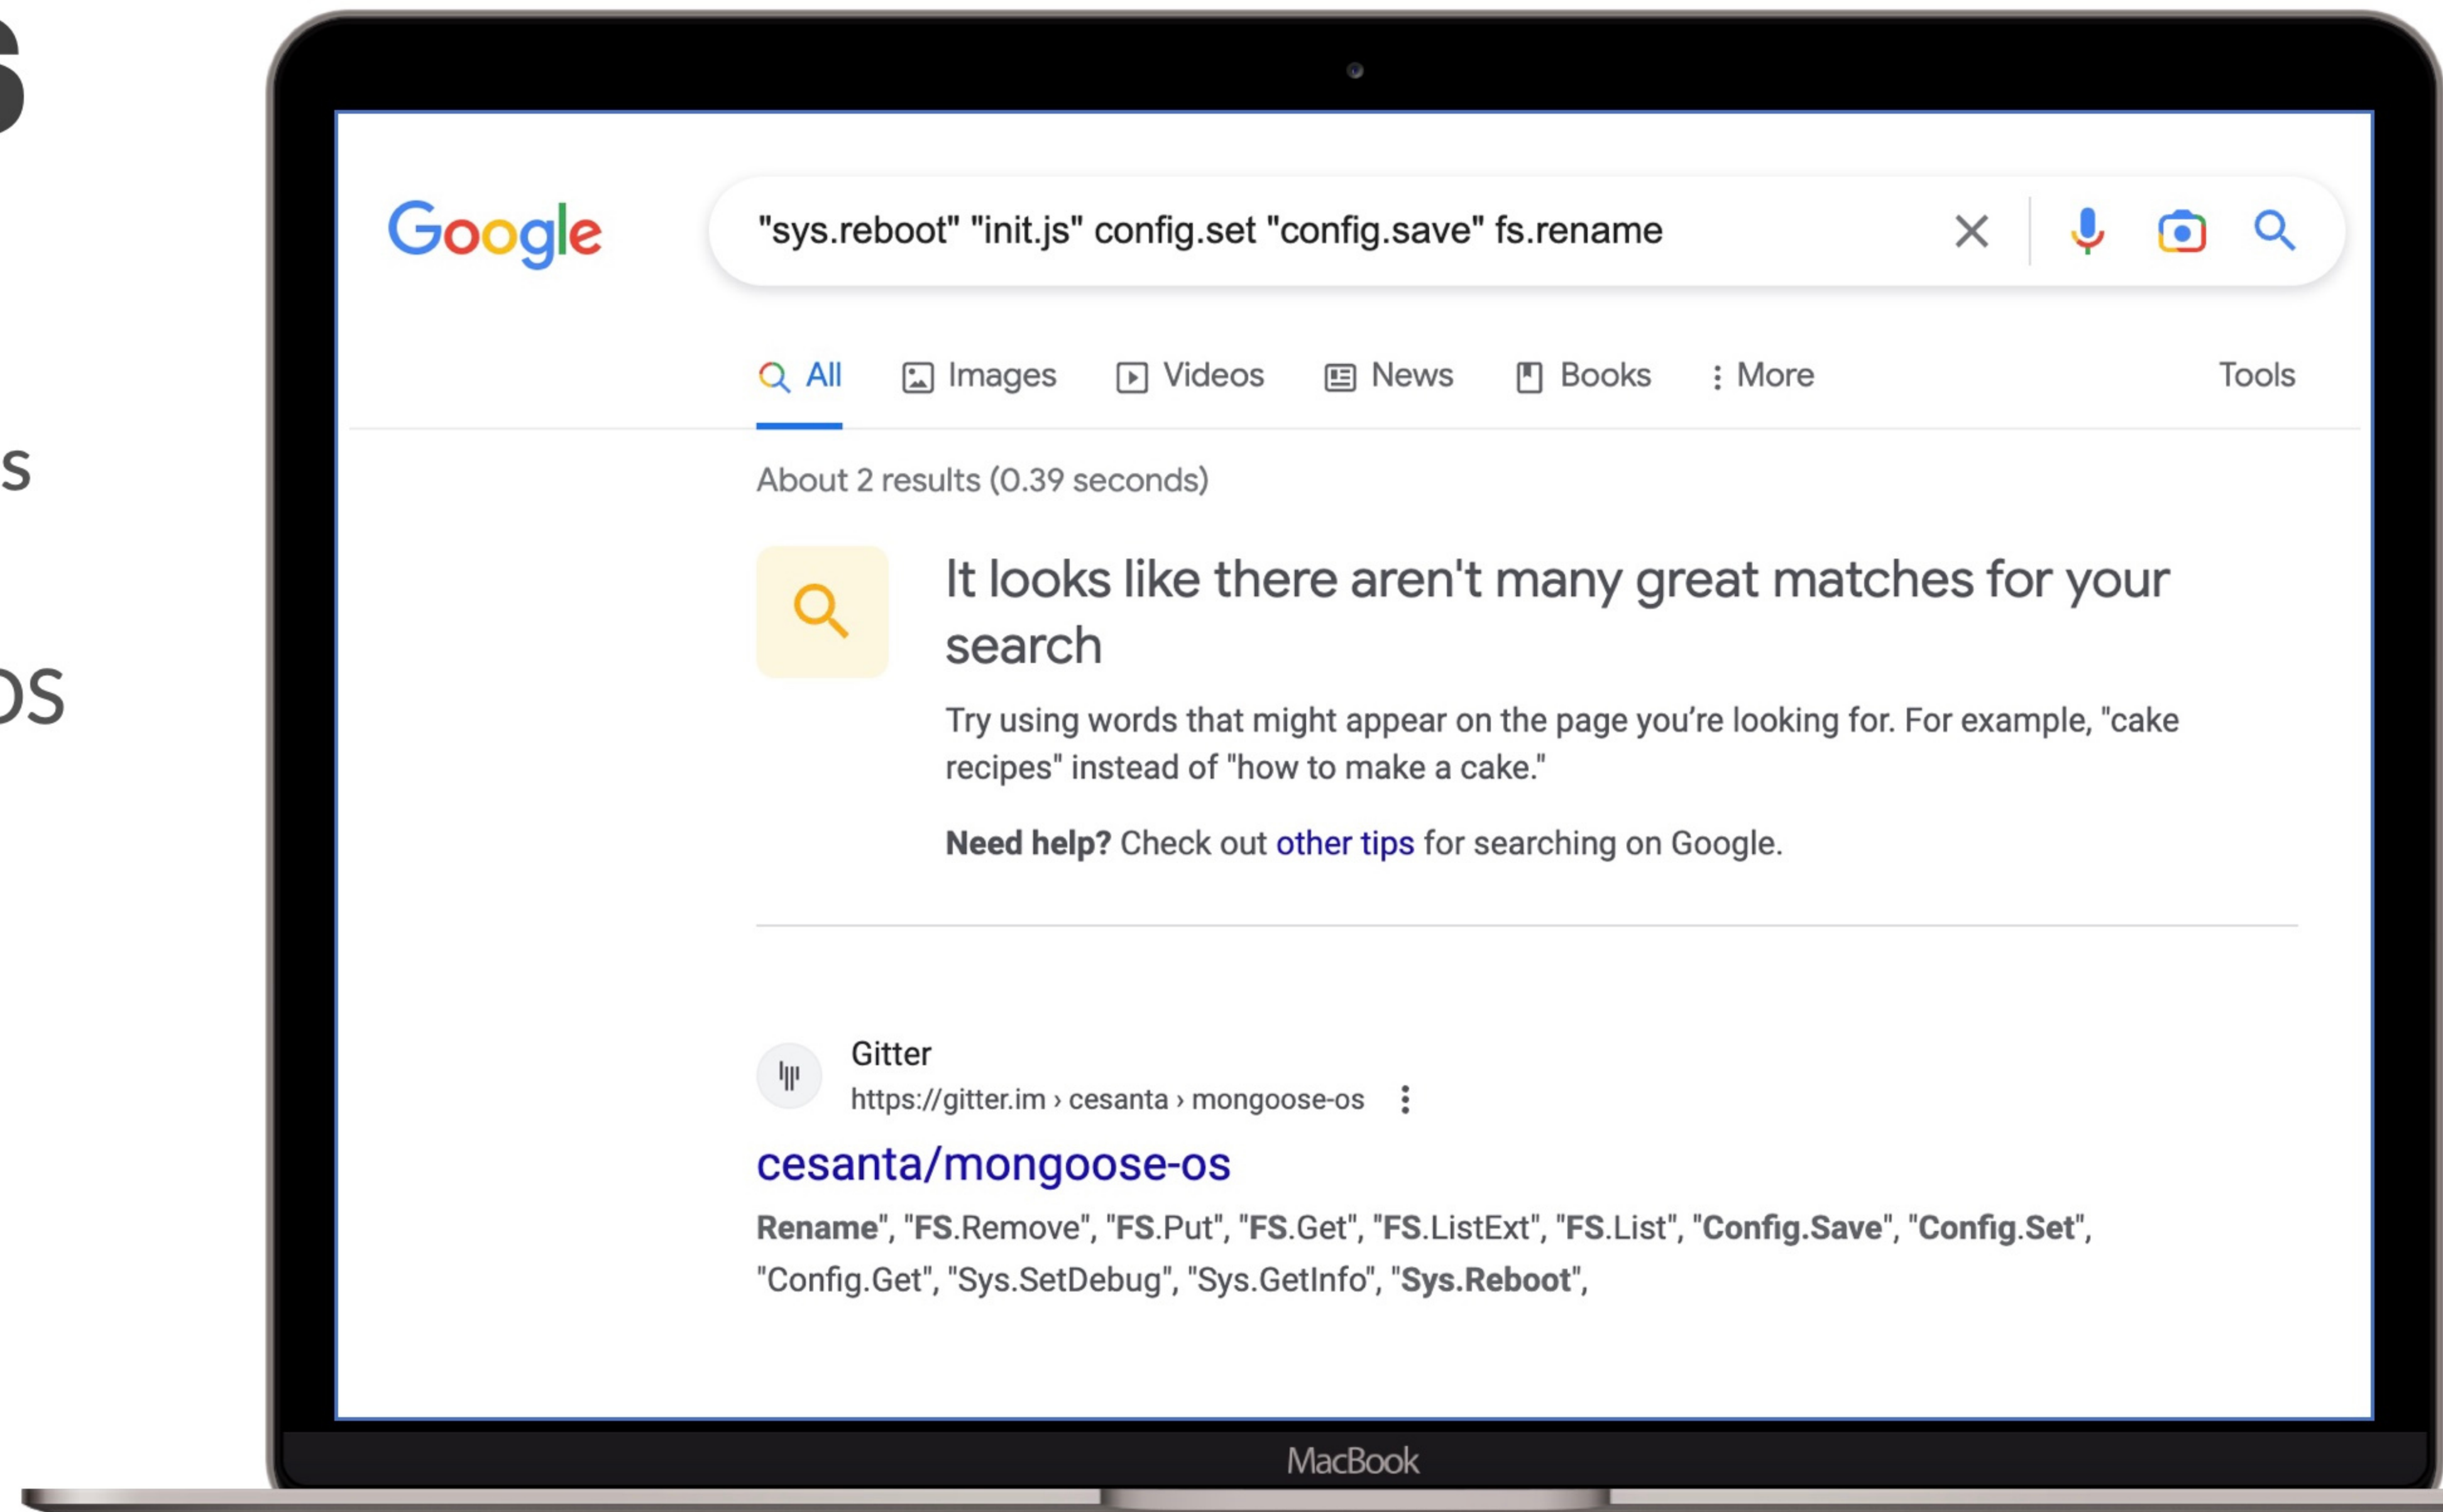 s
s
os
Google
"sys.reboot" "init.js" config.set "config.save" fs.rename
All Images Videos News Books More Tools
About 2 results (0.39 seconds)
It looks like there aren't many great matches for your
search
Try using words that might appear on the page you’re looking for. For example, "cake
recipes" instead of "how to make a cake."
Need help? Check out other tips for searching on Google.
Gitter
https://gitter.im › cesanta › mongoose-os
cesanta/mongoose-os
Rename", "FS.Remove", "FS.Put", "FS.Get", "FS.ListExt", "FS.List", "Config.Save", "Config.Set",
"Config.Get", "Sys.SetDebug", "Sys.GetInfo", "Sys.Reboot",
MacBook